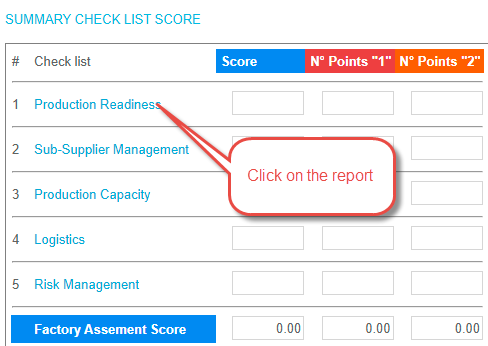 SUMMARY CHECK LIST SCORE
# Check list Score N° Points "1" N° Points "2"
1 Production Readiness
2 Sub-Supplier Management
Click on the report
3 Production Capacity
4 Logistics
5 Risk Management
Factory Assement Score 0.00 0.00 0.00